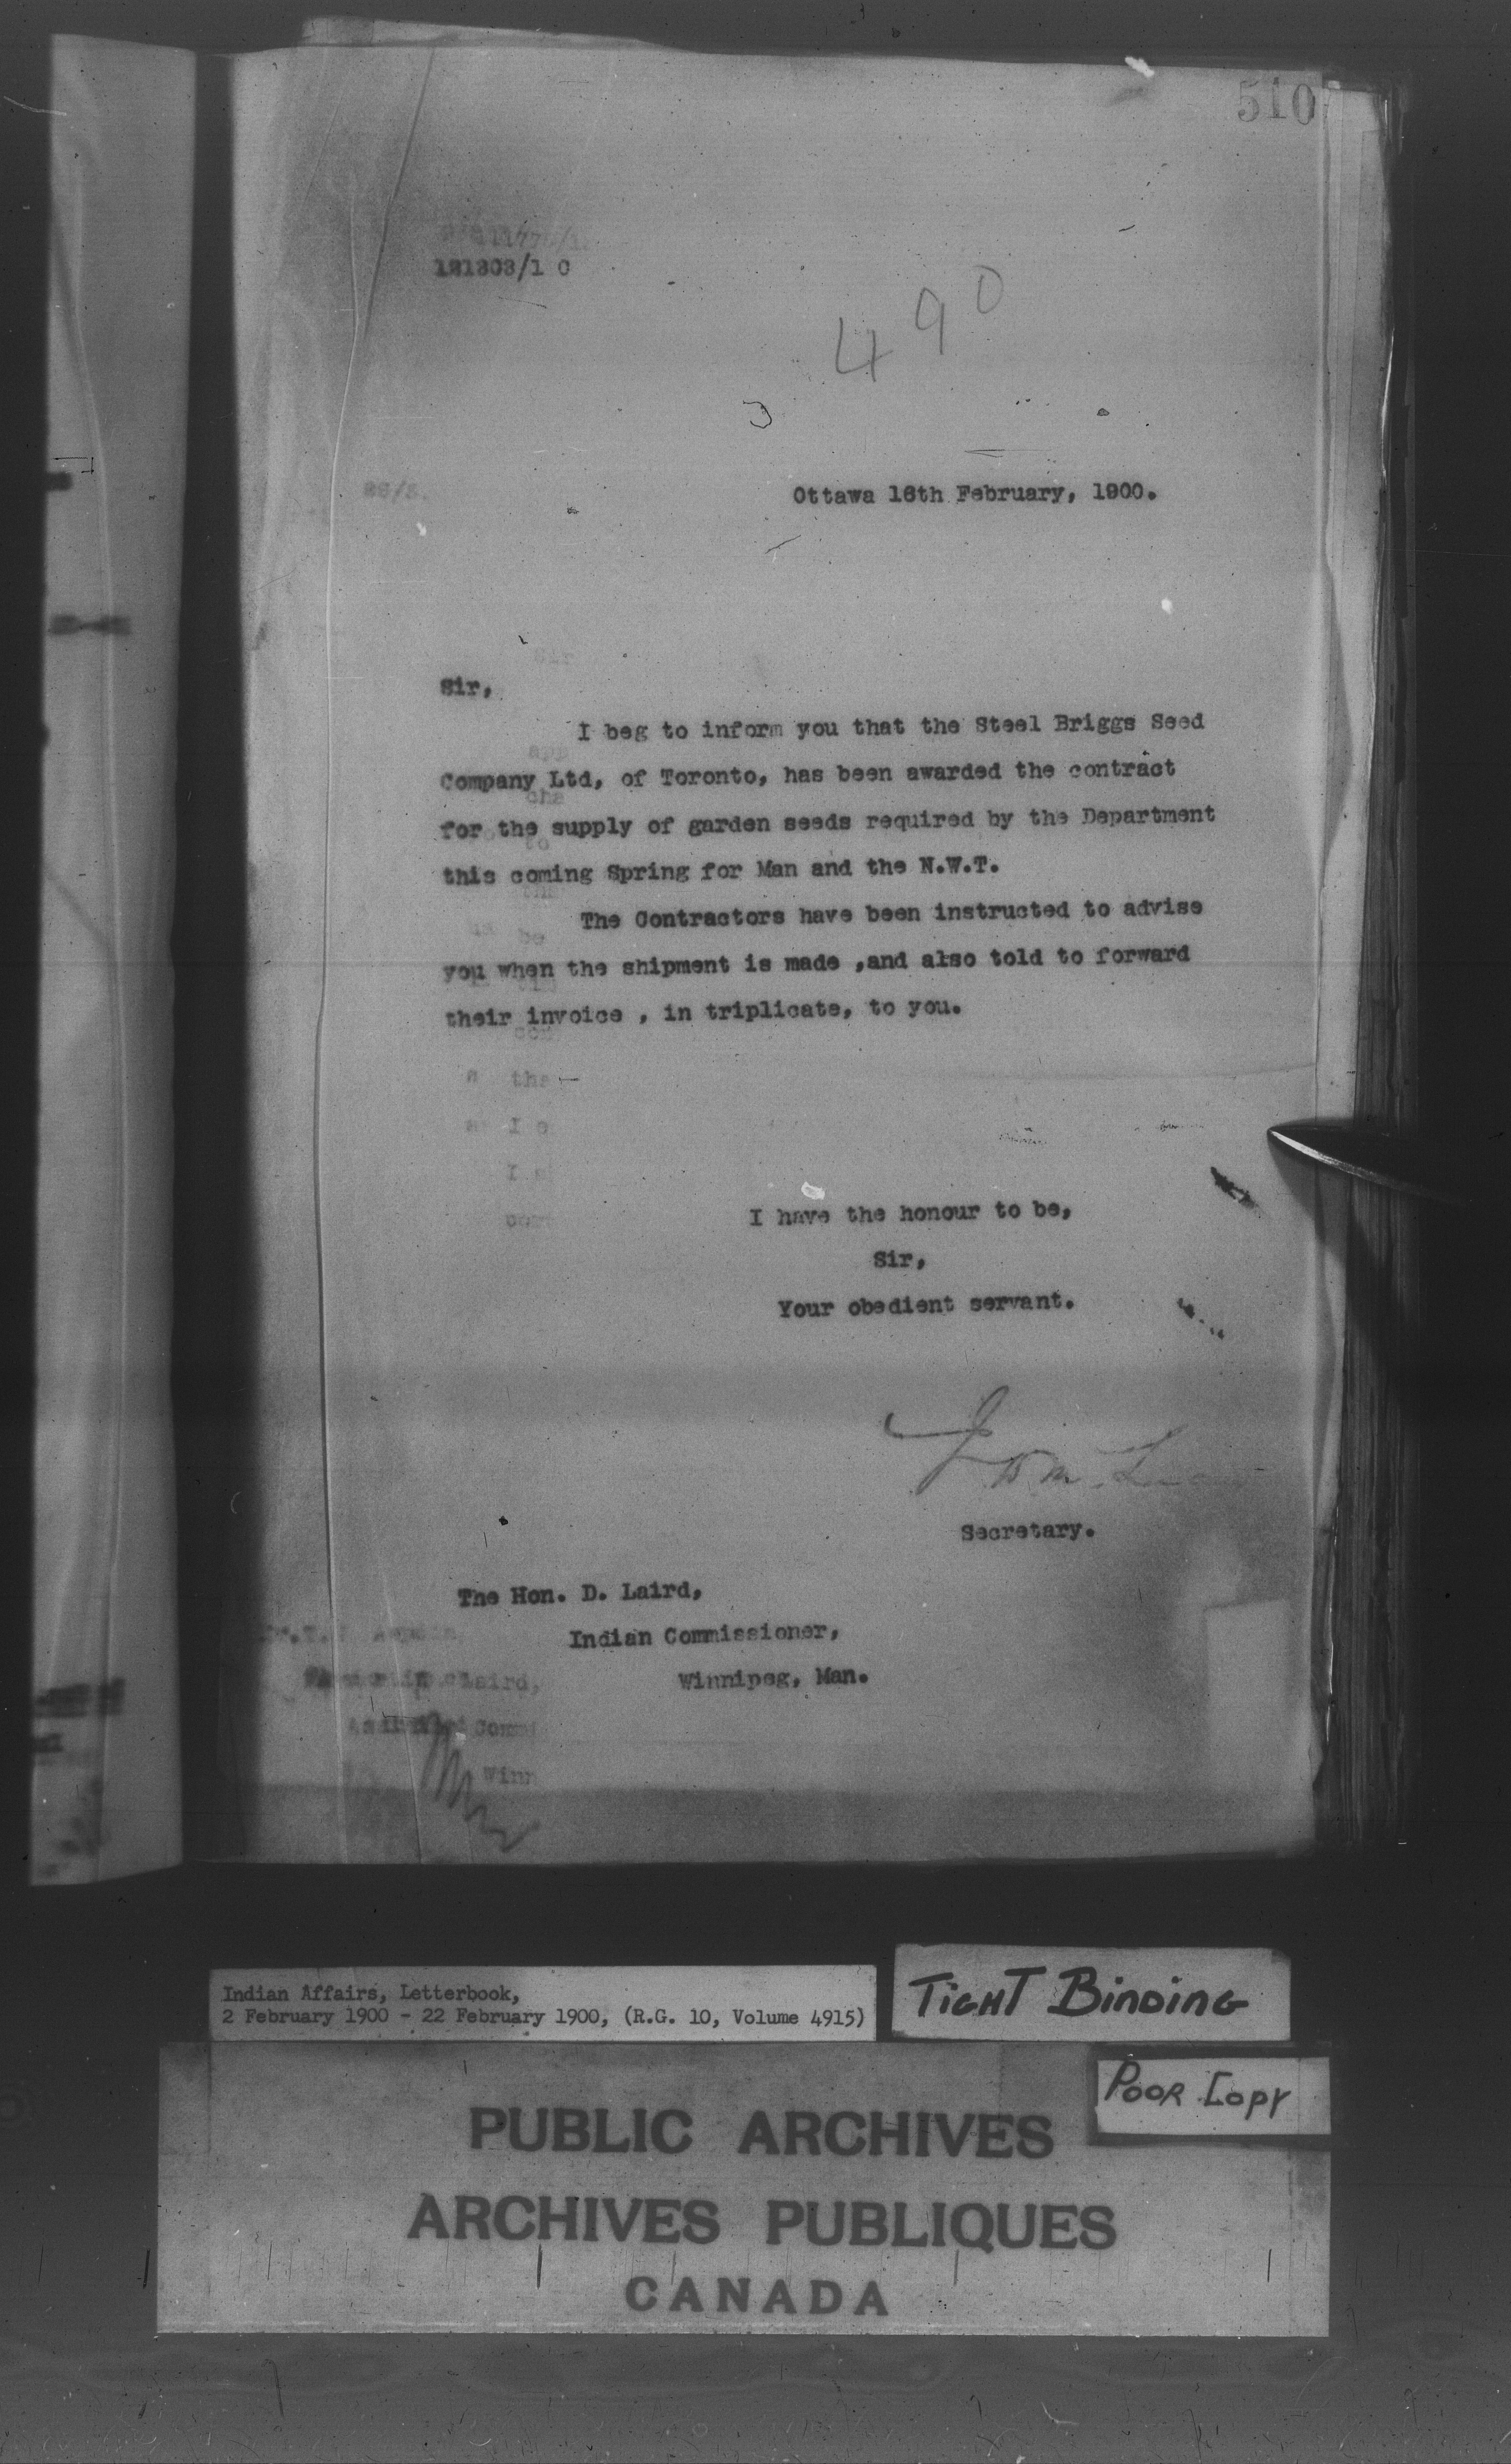 510
490
Ottawa 16th February, 1900.
Sir,
I beg to inform you that the Steel Briggs Seed
Company Ltd, of Toronto, has been awarded the contract
for the supply of garden seeds required by the Department
this coming Spring for Man and the N.W.T.
The Contractors have been instructed to advise
you when the shipment is made ,and also told to forward
their invoice , in triplicate, to you.
I have the honour to be,
Sir,
Your obedient servant.
Secretary.
The Hon. D. Laird,
Indian Commissioner,
Winnipeg, Man.
Indian Affairs, Letterbook,
2 February 1900 - 22 February 1900, (R.G. 10, Volume 4915)
TIGHT BINDING
POOR COPY
PUBLIC ARCHIVES
ARCHIVES PUBLIQUES
CANADA